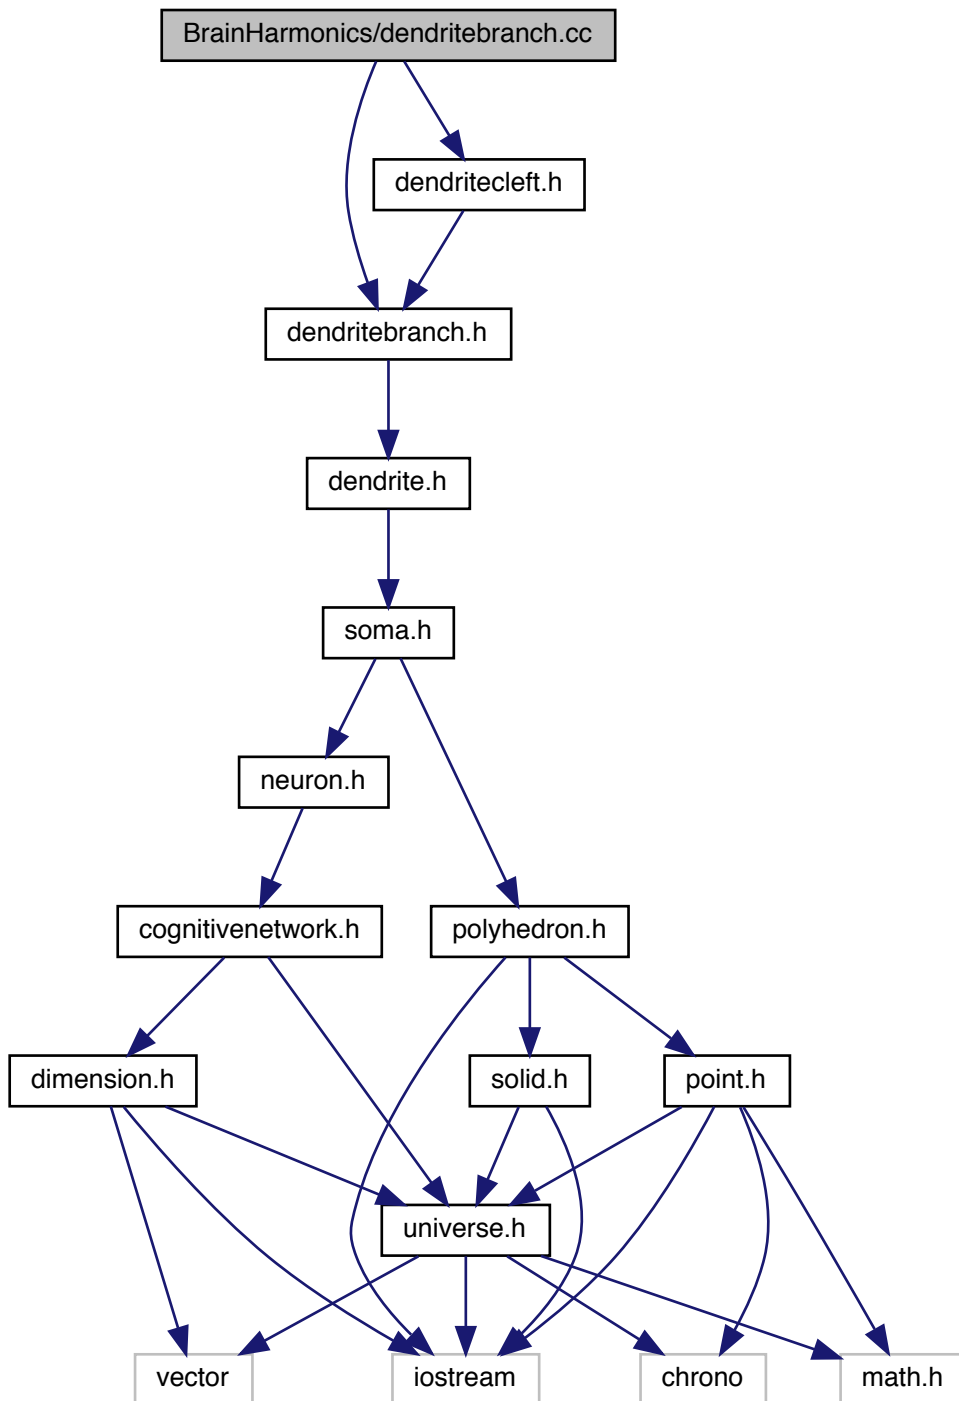 BrainHarmonics/dendritebranch.cc
dendritecleft.h
dendritebranch.h
dendrite.h
soma.h
neuron.h
cognitivenetwork.h
polyhedron.h
dimension.h
solid.h
point.h
universe.h
vector
iostream
chrono
math.h